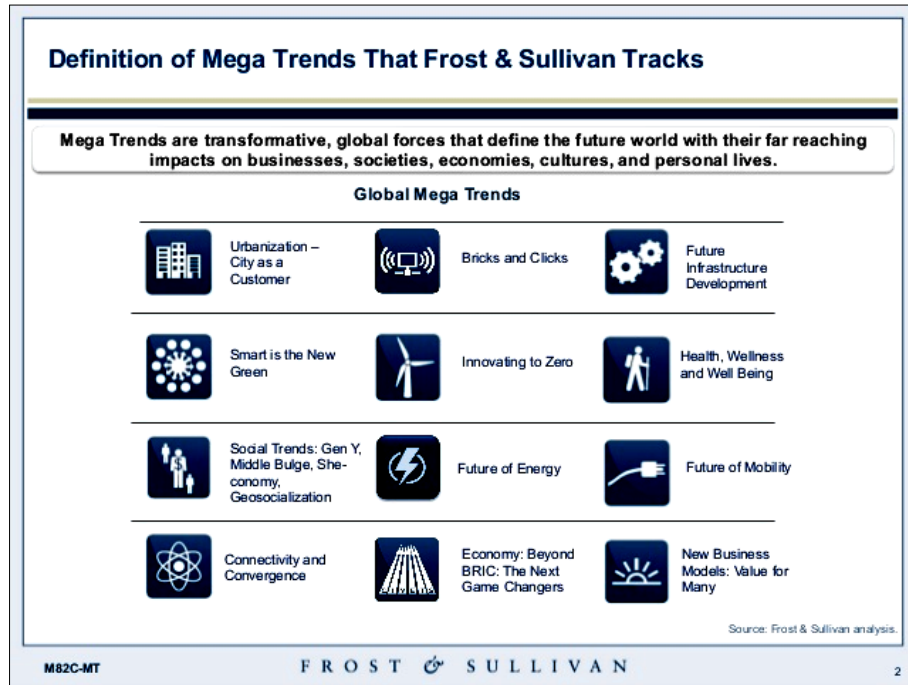 Definition of Mega Trends That Frost & Sullivan Tracks
Mega Trends are transformative, global forces that define the future world with their far reaching
impacts on businesses, societies, economies, cultures, and personal lives.
Global Mega Trends
Urbanization –
City as a
Customer
Bricks and Clicks
Future
Infrastructure
Development
Smart is the New
Green
Innovating to Zero
Health, Wellness
and Well Being
Social Trends: Gen Y,
Middle Bulge, She-
conomy,
Geosocialization
Future of Energy
Future of Mobility
Connectivity and
Convergence
Economy: Beyond
BRIC: The Next
Game Changers
New Business
Models: Value for
Many
Source: Frost & Sullivan analysis.
M82C-MT
FROST & SULLIVAN
2